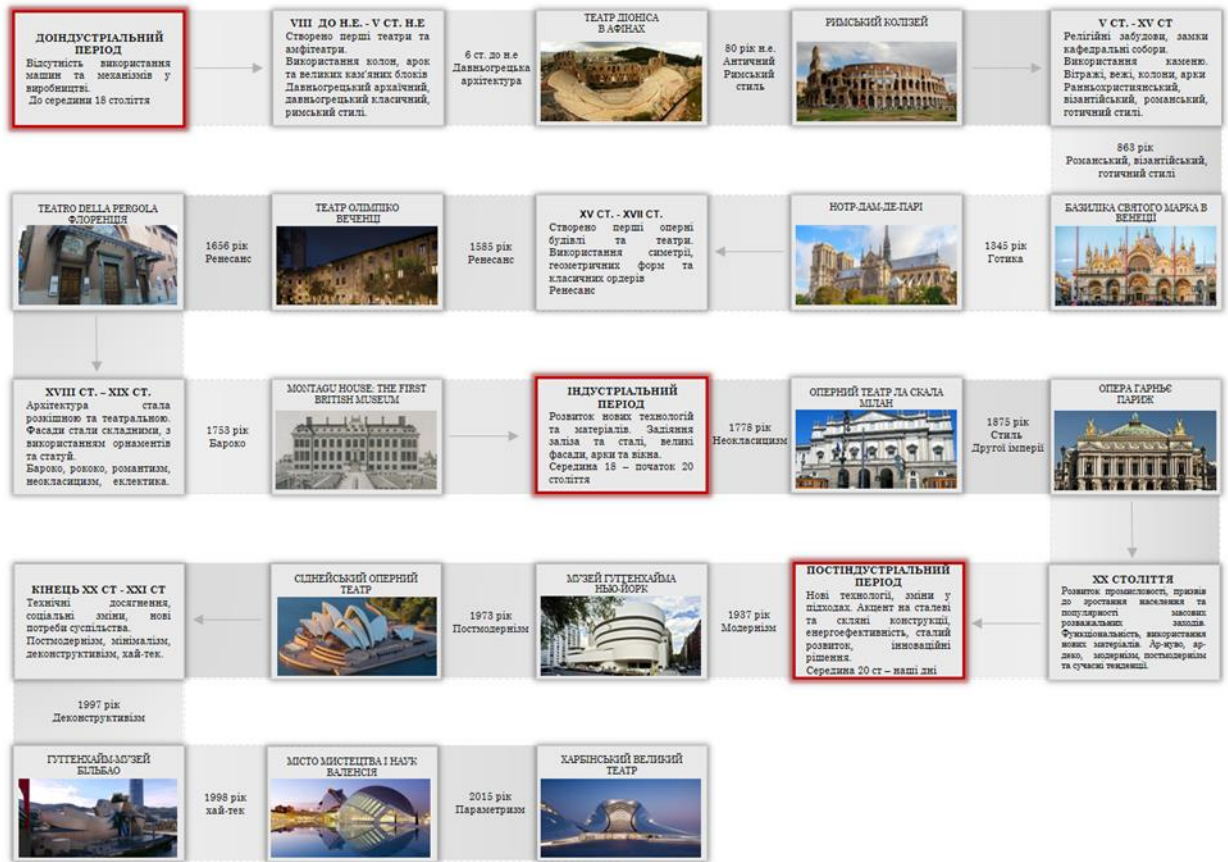 ДОІНДУСТРІАЛЬНИЙ
ПЕРІОД
Відсутність використання
машин та механізмів у
виробництві.
До середини 18 століття
VIII ДО Н.Е. - V СТ. Н.Е
Створено перші театри та
амфітеатри.
Використання колон, арок
та великих кам'яних блоків
Давньогрецький архаїчний,
давньогрецький класичний,
римський стилі.
6 ст. до н.е
Давньогрецька
архітектура
ТЕАТР ДІОНІСА
В АФІНАХ
80 рік н.е.
Античний
Римський
стиль
РИМСЬКИЙ КОЛІЗЕЙ
V СТ. - XV СТ
Релігійні забудови, замки
кафедральні собори.
Використання каменю.
Вітражі, вежі, колони, арки
Ранньохристиянський,
візантійський, романський,
готичний стилі.
863 рік
Романський, візантійський,
готичний стилі
БАЗИЛІКА СВЯТОГО МАРКА В
ВЕНЕЦІЇ
1345 рік
Готика
НОТР-ДАМ-ДЕ-ПАРІ
XV СТ. - XVII СТ.
Створено перші оперні
будівлі та театри.
Використання симетрії,
геометричних форм та
класичних ордерів
Ренесанс
1585 рік
Ренесанс
ТЕАТР ОЛІМПІКО
ВЕЧЕНЦІ
1656 рік
Ренесанс
TEATRO DELLA PERGOLA
ФЛОРЕНЦІЯ
XVIII СТ. – XIX СТ.
Архітектура стала
розкішною та театральною.
Фасади стали складними, з
використанням орнаментів
та статуй.
Бароко, рококо, романтизм,
неокласицизм, еклектика.
1753 рік
Бароко
MONTAGU HOUSE: THE FIRST
BRITISH MUSEUM
ІНДУСТРІАЛЬНИЙ
ПЕРІОД
Розвиток нових технологій
та матеріалів. Задіяння
заліза та сталі, великі
фасади, арки та вікна.
Середина 18 – початок 20
століття
1778 рік
Неокласицизм
ОПЕРНИЙ ТЕАТР ЛА СКАЛА
МІЛАН
1875 рік
Стиль
Другої імперії
ОПЕРА ГАРНЬЄ
ПАРИЖ
XX СТОЛІТТЯ
Розвиток промисловості, призвів
до зростання населення та
популярності масових
розважальних заходів.
Функціональність, використання
нових матеріалів. Ар-нуво, ар-
деко, модернізм, постмодернізм
та сучасні тенденції.
ПОСТІНДУСТРІАЛЬНИЙ
ПЕРІОД
Нові технології, зміни у
підходах. Акцент на сталеві
та скляні конструкції,
енергоефективність, сталий
розвиток, інноваційні
рішення.
Середина 20 ст – наші дні
1937 рік
Модернізм
МУЗЕЙ ГУГГЕНХАЙМА
НЬЮ-ЙОРК
1973 рік
Постмодернізм
СІДНЕЙСЬКИЙ ОПЕРНИЙ
ТЕАТР
КІНЕЦЬ XX СТ - XXI СТ
Технічні досягнення,
соціальні зміни, нові
потреби суспільства.
Постмодернізм, мінімалізм,
деконструктивізм, хай-тек.
1997 рік
Деконструктивізм
ГУГГЕНХАЙМ-МУЗЕЙ
БІЛЬБАО
1998 рік
хай-тек
МІСТО МИСТЕЦТВА І НАУК
ВАЛЕНСІЯ
2015 рік
Параметризм
ХАРБІНСЬКИЙ ВЕЛИКИЙ
ТЕАТР